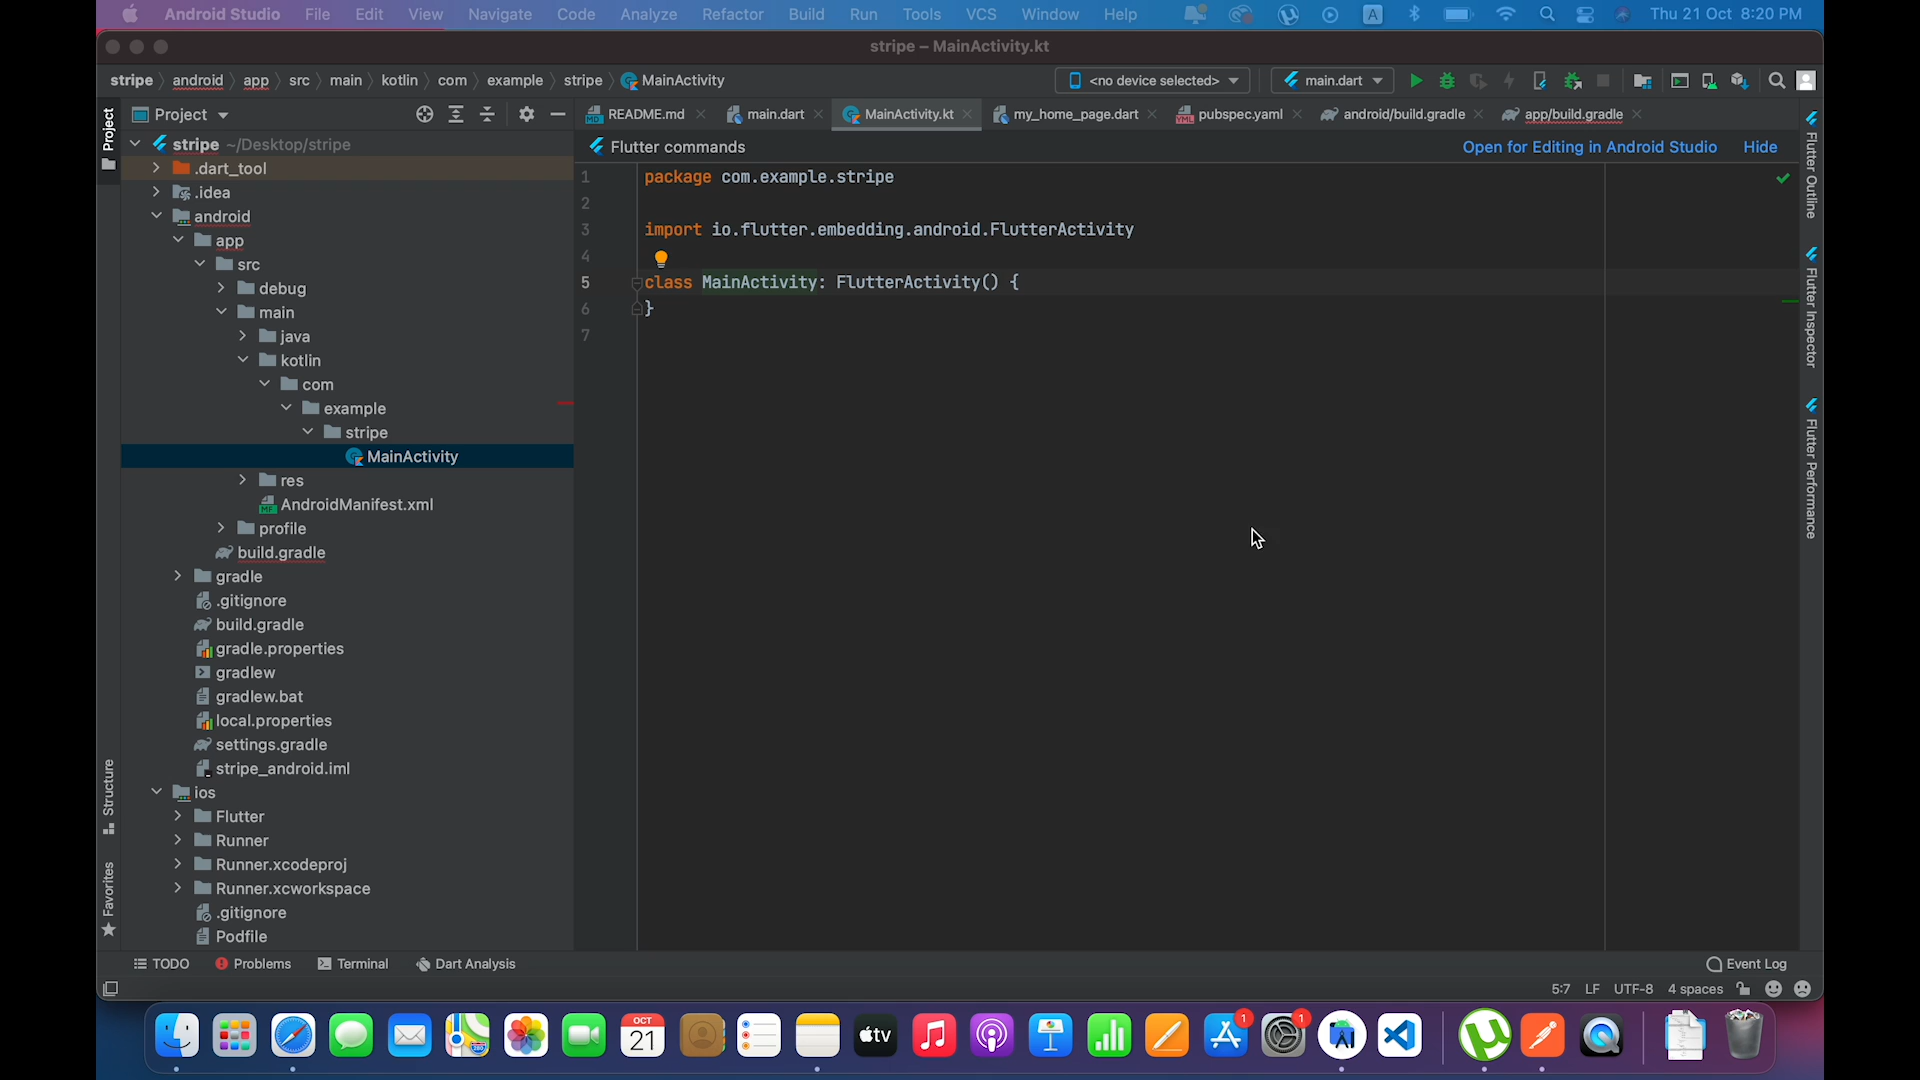 Android Studio File Edit View Navigate Code Analyze Refactor Build Run Tools VCS Window Help A Thu 21 Oct 8:20 PM
stripe – MainActivity.kt
stripe android app src main kotlin com example stripe MainActivity <no device selected> main.dart
Project README.md main.dart MainActivity.kt my_home_page.dart pubspec.yaml android/build.gradle app/build.gradle
Flutter commands Open for Editing in Android Studio Hide
Project
stripe ~/Desktop/stripe
.dart_tool
.idea
android
app
src
debug
main
java
kotlin
com
example
stripe
MainActivity
res
AndroidManifest.xml
profile
build.gradle
gradle
.gitignore
build.gradle
gradle.properties
gradlew
gradlew.bat
local.properties
settings.gradle
stripe_android.iml
ios
Flutter
Runner
Runner.xcodeproj
Runner.xcworkspace
.gitignore
Podfile
Structure
Favorites
1 package com.example.stripe
2
3 import io.flutter.embedding.android.FlutterActivity
4
5 class MainActivity: FlutterActivity() {
6 }
7
Flutter Outline
Flutter Inspector
Flutter Performance
TODO Problems Terminal Dart Analysis Event Log
5:7 LF UTF-8 4 spaces
OCT
21
tv
1
1